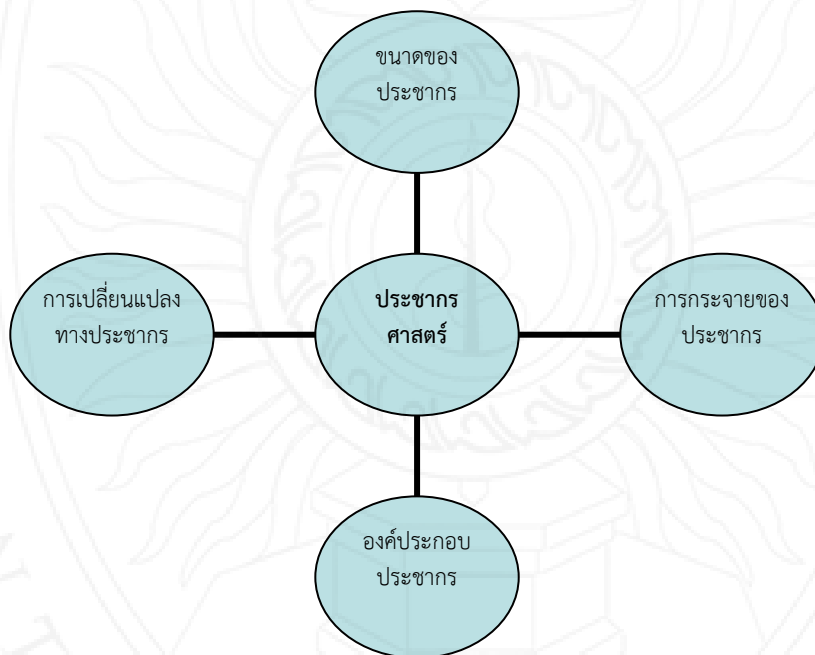 ขนาดของ
ประชากร
การเปลี่ยนแปลง
ทางประชากร
ประชากร
ศาสตร์
การกระจายของ
ประชากร
องค์ประกอบ
ประชากร